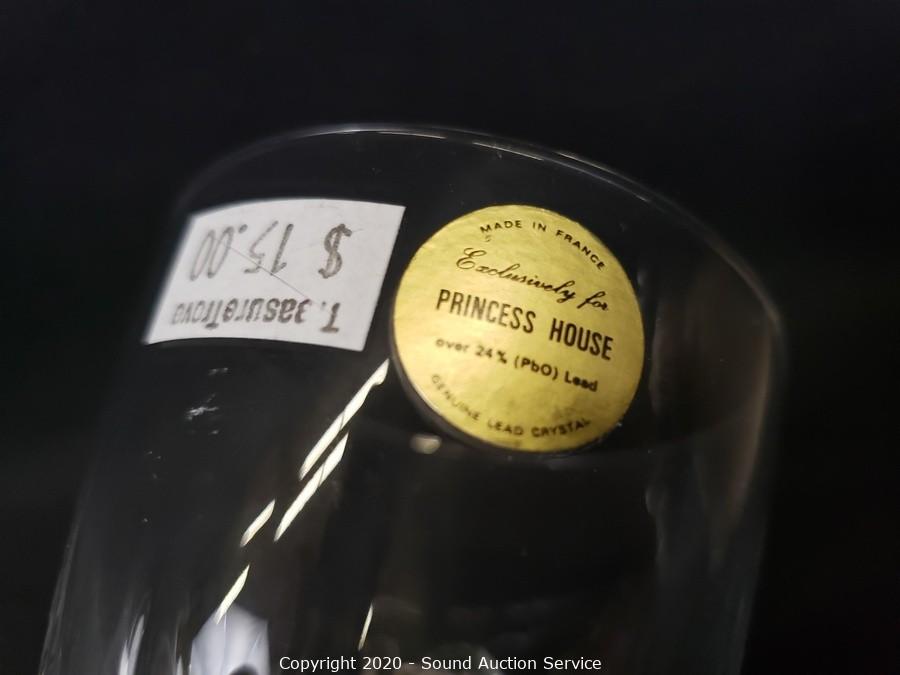 $ 15.00
T.easureTrove
MADE IN FRANCE
Exclusively for
PRINCESS HOUSE
over 24% (PbO) Lead
GENUINE LEAD CRYSTAL
Copyright 2020 - Sound Auction Service